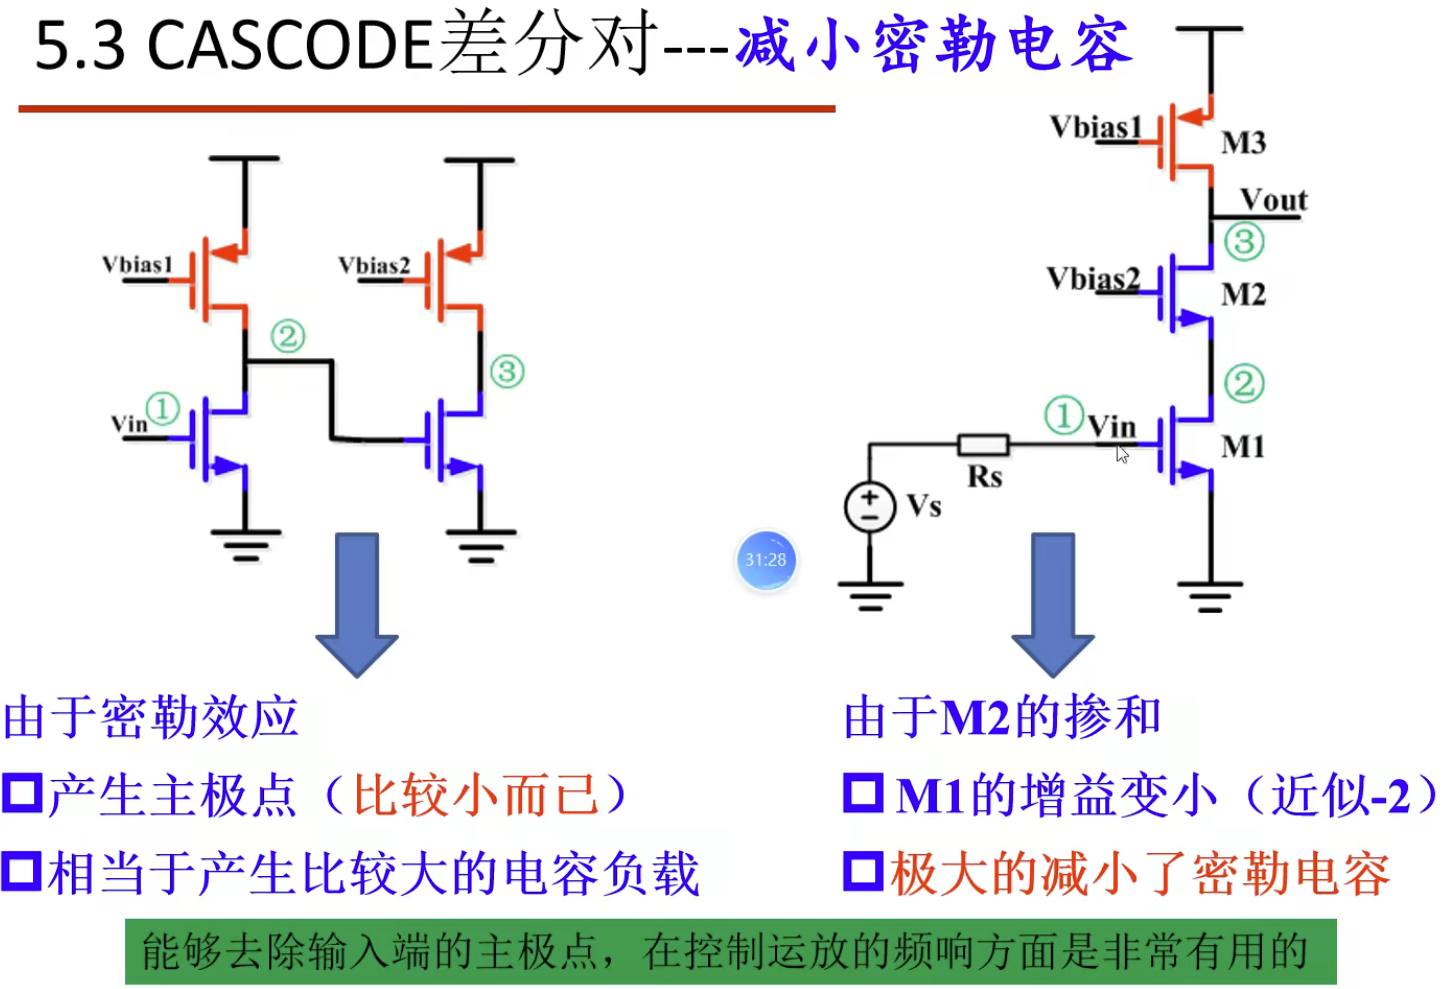 5.3 CASCODE差分对---减小密勒电容
Vbias1
Vbias2
②
③
①
Vin
Vbias1
M3
Vout
③
Vbias2
M2
②
①
Vin
M1
Rs
Vs
31:28
由于密勒效应
产生主极点（比较小而已）
相当于产生比较大的电容负载
由于M2的掺和
M1的增益变小（近似-2）
极大的减小了密勒电容
能够去除输入端的主极点，在控制运放的频响方面是非常有用的